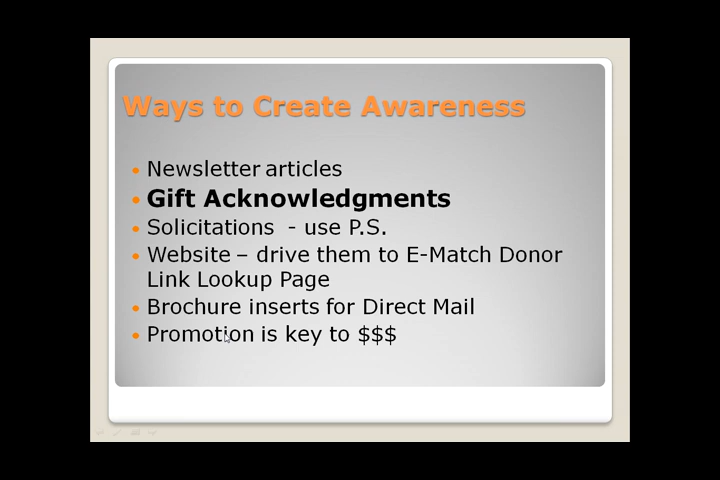 Ways to Create Awareness
• Newsletter articles
• Gift Acknowledgments
• Solicitations  - use P.S.
• Website – drive them to E-Match Donor
Link Lookup Page
• Brochure inserts for Direct Mail
• Promotion is key to $$$